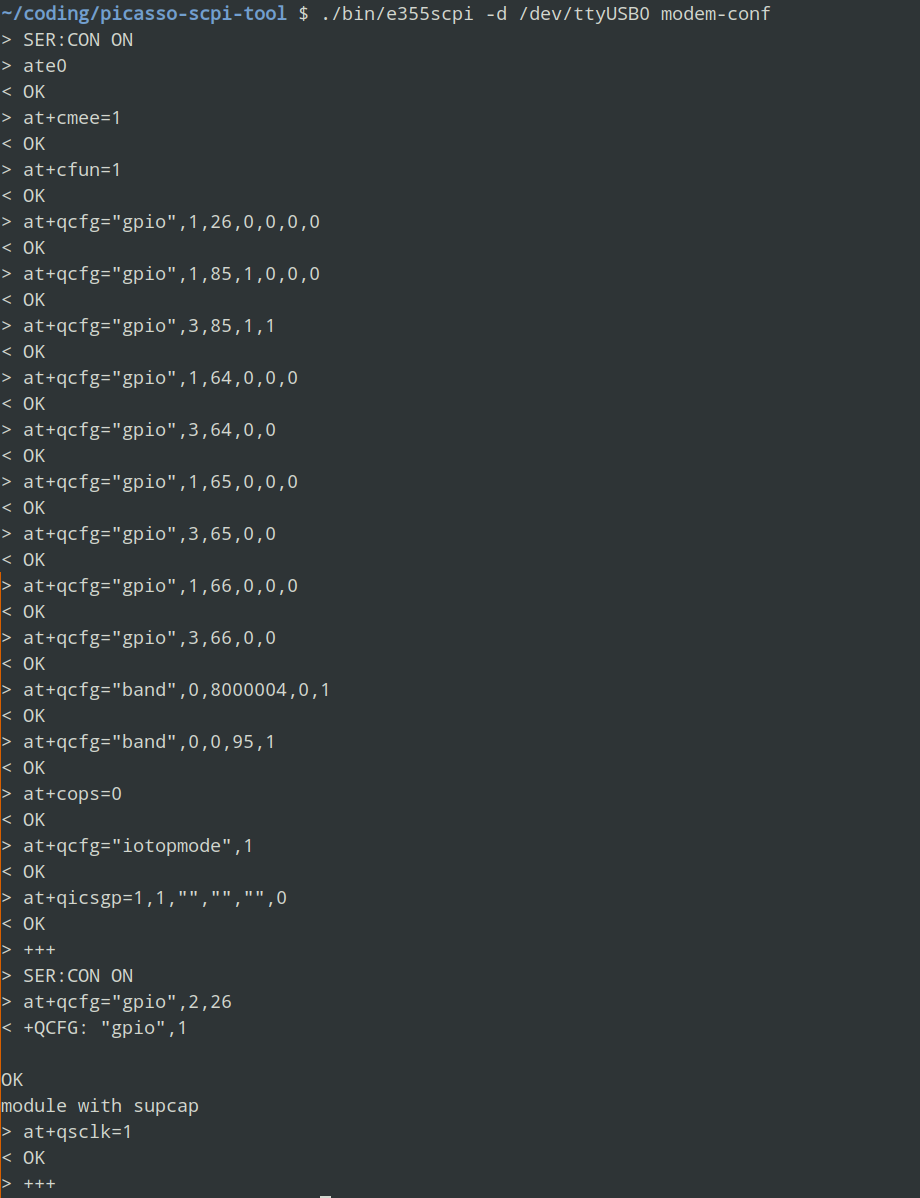 ~/coding/picasso-scpi-tool $ ./bin/e355scpi -d /dev/ttyUSB0 modem-conf
> SER:CON ON
> ate0
< OK
> at+cmee=1
< OK
> at+cfun=1
< OK
> at+qcfg="gpio",1,26,0,0,0,0
< OK
> at+qcfg="gpio",1,85,1,0,0,0
< OK
> at+qcfg="gpio",3,85,1,1
< OK
> at+qcfg="gpio",1,64,0,0,0
< OK
> at+qcfg="gpio",3,64,0,0
< OK
> at+qcfg="gpio",1,65,0,0,0
< OK
> at+qcfg="gpio",3,65,0,0
< OK
> at+qcfg="gpio",1,66,0,0,0
< OK
> at+qcfg="gpio",3,66,0,0
< OK
> at+qcfg="band",0,8000004,0,1
< OK
> at+qcfg="band",0,0,95,1
< OK
> at+cops=0
< OK
> at+qcfg="iotopmode",1
< OK
> at+qicsgp=1,1,"","","",0
< OK
> +++
> SER:CON ON
> at+qcfg="gpio",2,26
< +QCFG: "gpio",1
OK
module with supcap
> at+qsclk=1
< OK
> +++